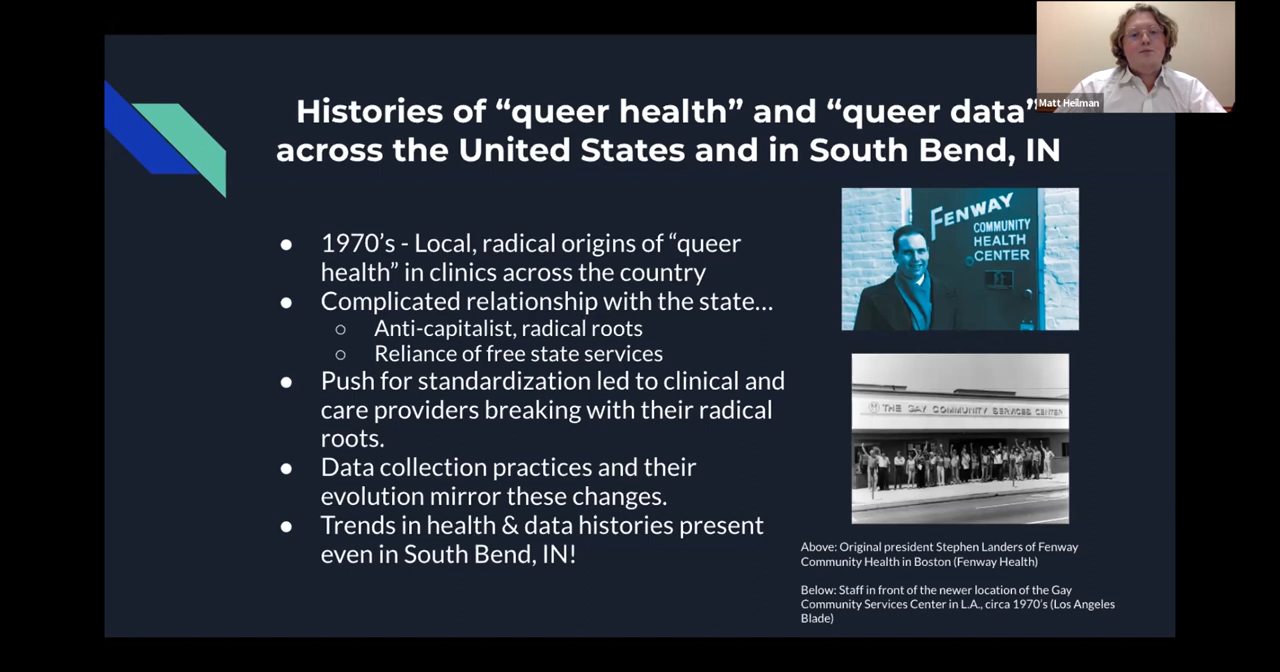 Matt Heilman
Histories of “queer health” and “queer data”
across the United States and in South Bend, IN
● 1970’s - Local, radical origins of “queer
health” in clinics across the country
● Complicated relationship with the state...
○ Anti-capitalist, radical roots
○ Reliance of free state services
● Push for standardization led to clinical and
care providers breaking with their radical
roots.
● Data collection practices and their
evolution mirror these changes.
● Trends in health & data histories present
even in South Bend, IN!
FENWAY
COMMUNITY
HEALTH
CENTER
THE GAY COMMUNITY SERVICES CENTER
Above: Original president Stephen Landers of Fenway
Community Health in Boston (Fenway Health)
Below: Staff in front of the newer location of the Gay
Community Services Center in L.A., circa 1970’s (Los Angeles
Blade)